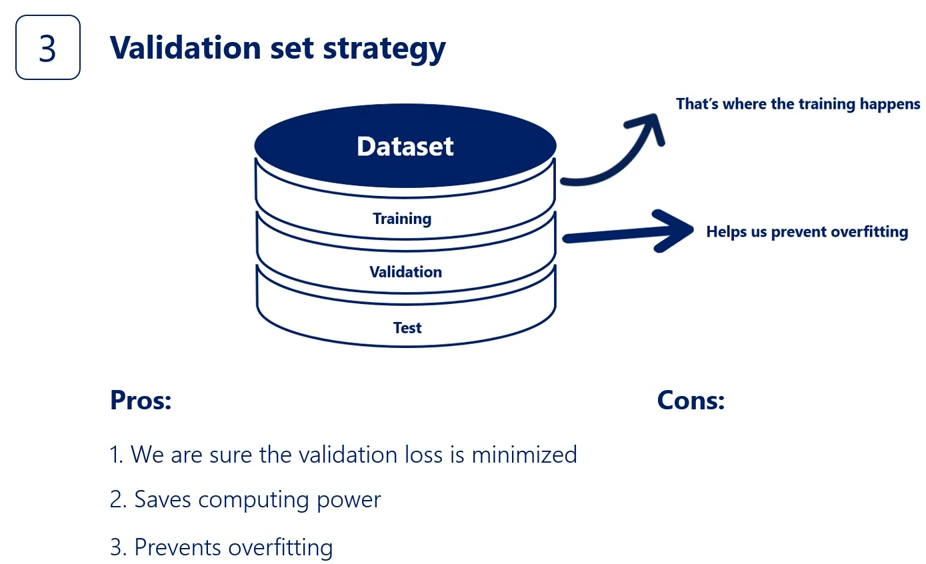 3
Validation set strategy
That's where the training happens
Dataset
Training
Helps us prevent overfitting
Validation
Test
Pros:
Cons:
1. We are sure the validation loss is minimized
2. Saves computing power
3. Prevents overfitting